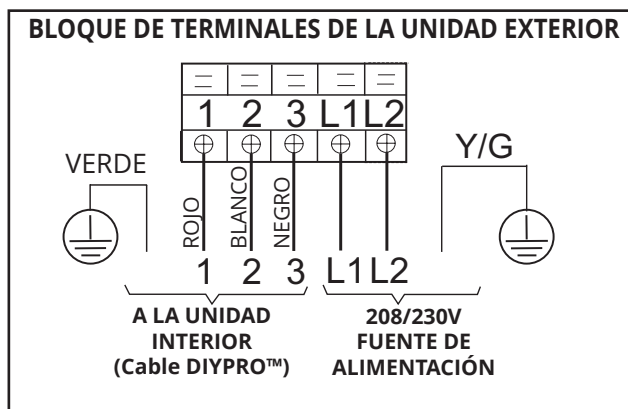 BLOQUE DE TERMINALES DE LA UNIDAD EXTERIOR
1 2 3 L1 L2
VERDE
Y/G
ROJO
BLANCO
NEGRO
1 2 3 L1 L2
A LA UNIDAD
INTERIOR
(Cable DIYPRO™)
208/230V
FUENTE DE
ALIMENTACIÓN